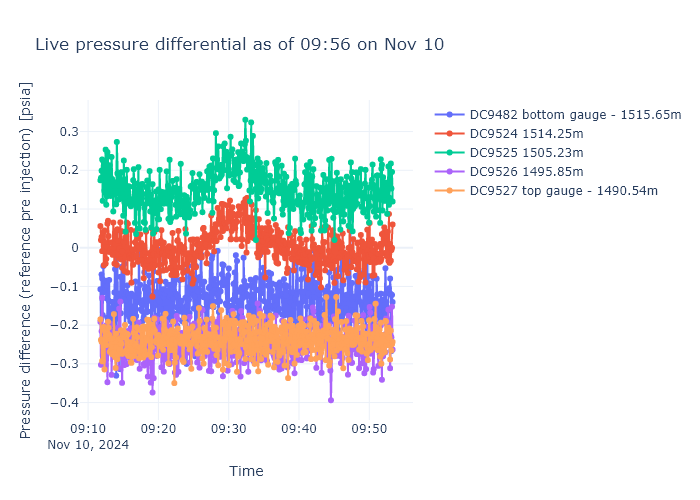 Live pressure differential as of 09:56 on Nov 10
Pressure difference (reference pre injection) [psia]
0.3
0.2
0.1
0
−0.1
−0.2
−0.3
−0.4
09:10
Nov 10, 2024
09:20
09:30
09:40
09:50
Time
DC9482 bottom gauge - 1515.65m
DC9524 1514.25m
DC9525 1505.23m
DC9526 1495.85m
DC9527 top gauge - 1490.54m